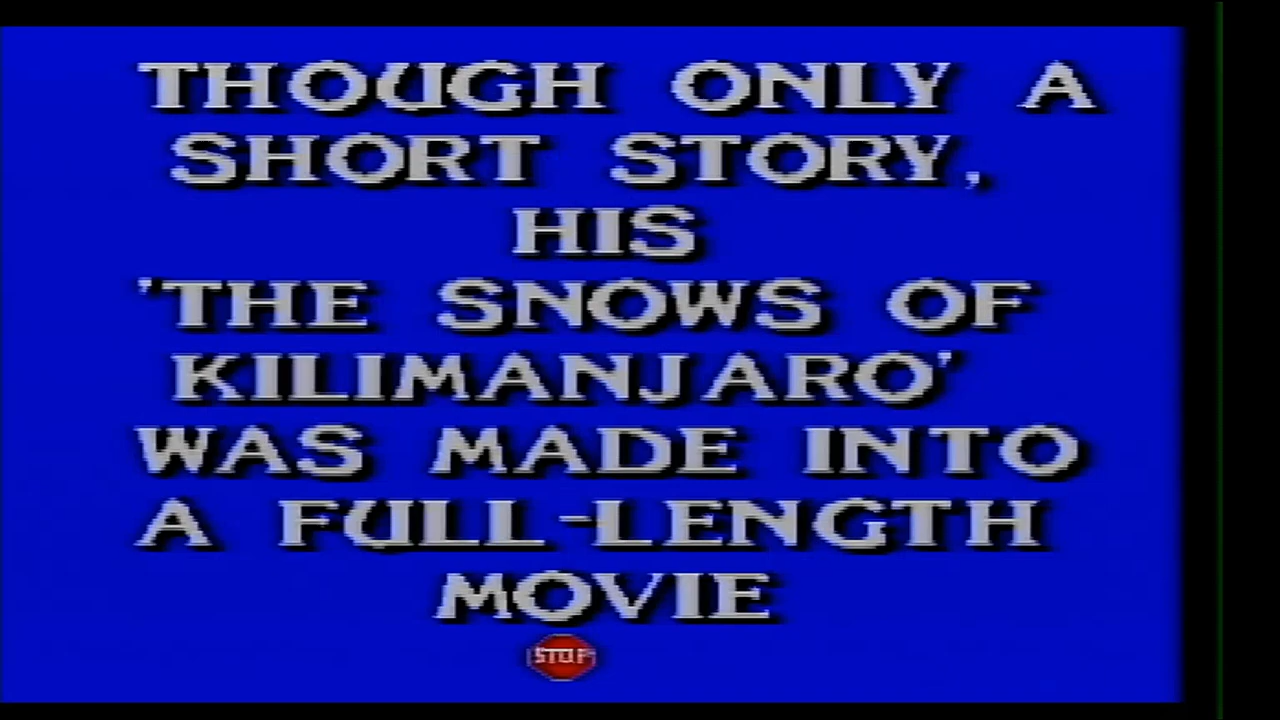 THOUGH ONLY A
SHORT STORY,
HIS
'THE SNOWS OF
KILIMANJARO'
WAS MADE INTO
A FULL-LENGTH
MOVIE
STOP